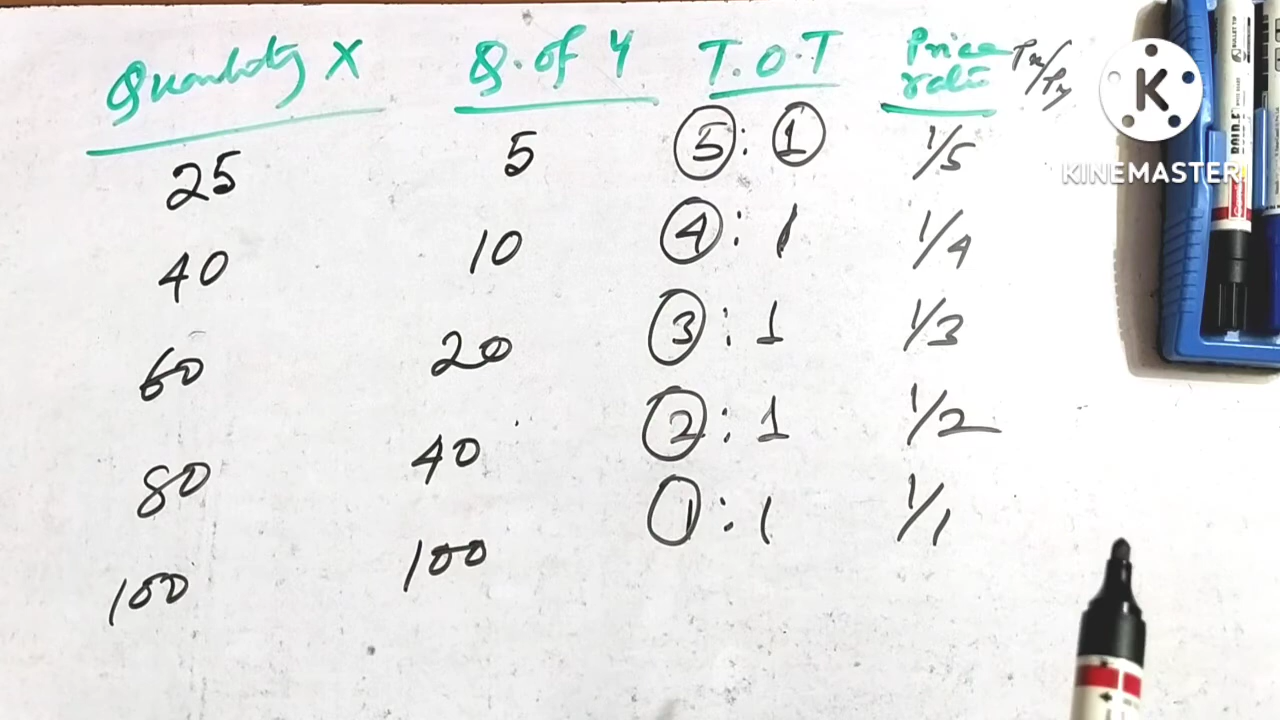 Quantity X Q. of Y T.O.T Price ratio Px/Py
25 5 5 : 1 1/5
40 10 4 : 1 1/4
60 20 3 : 1 1/3
80 40 2 : 1 1/2
100 100 1 : 1 1/1
K
KINEMASTER